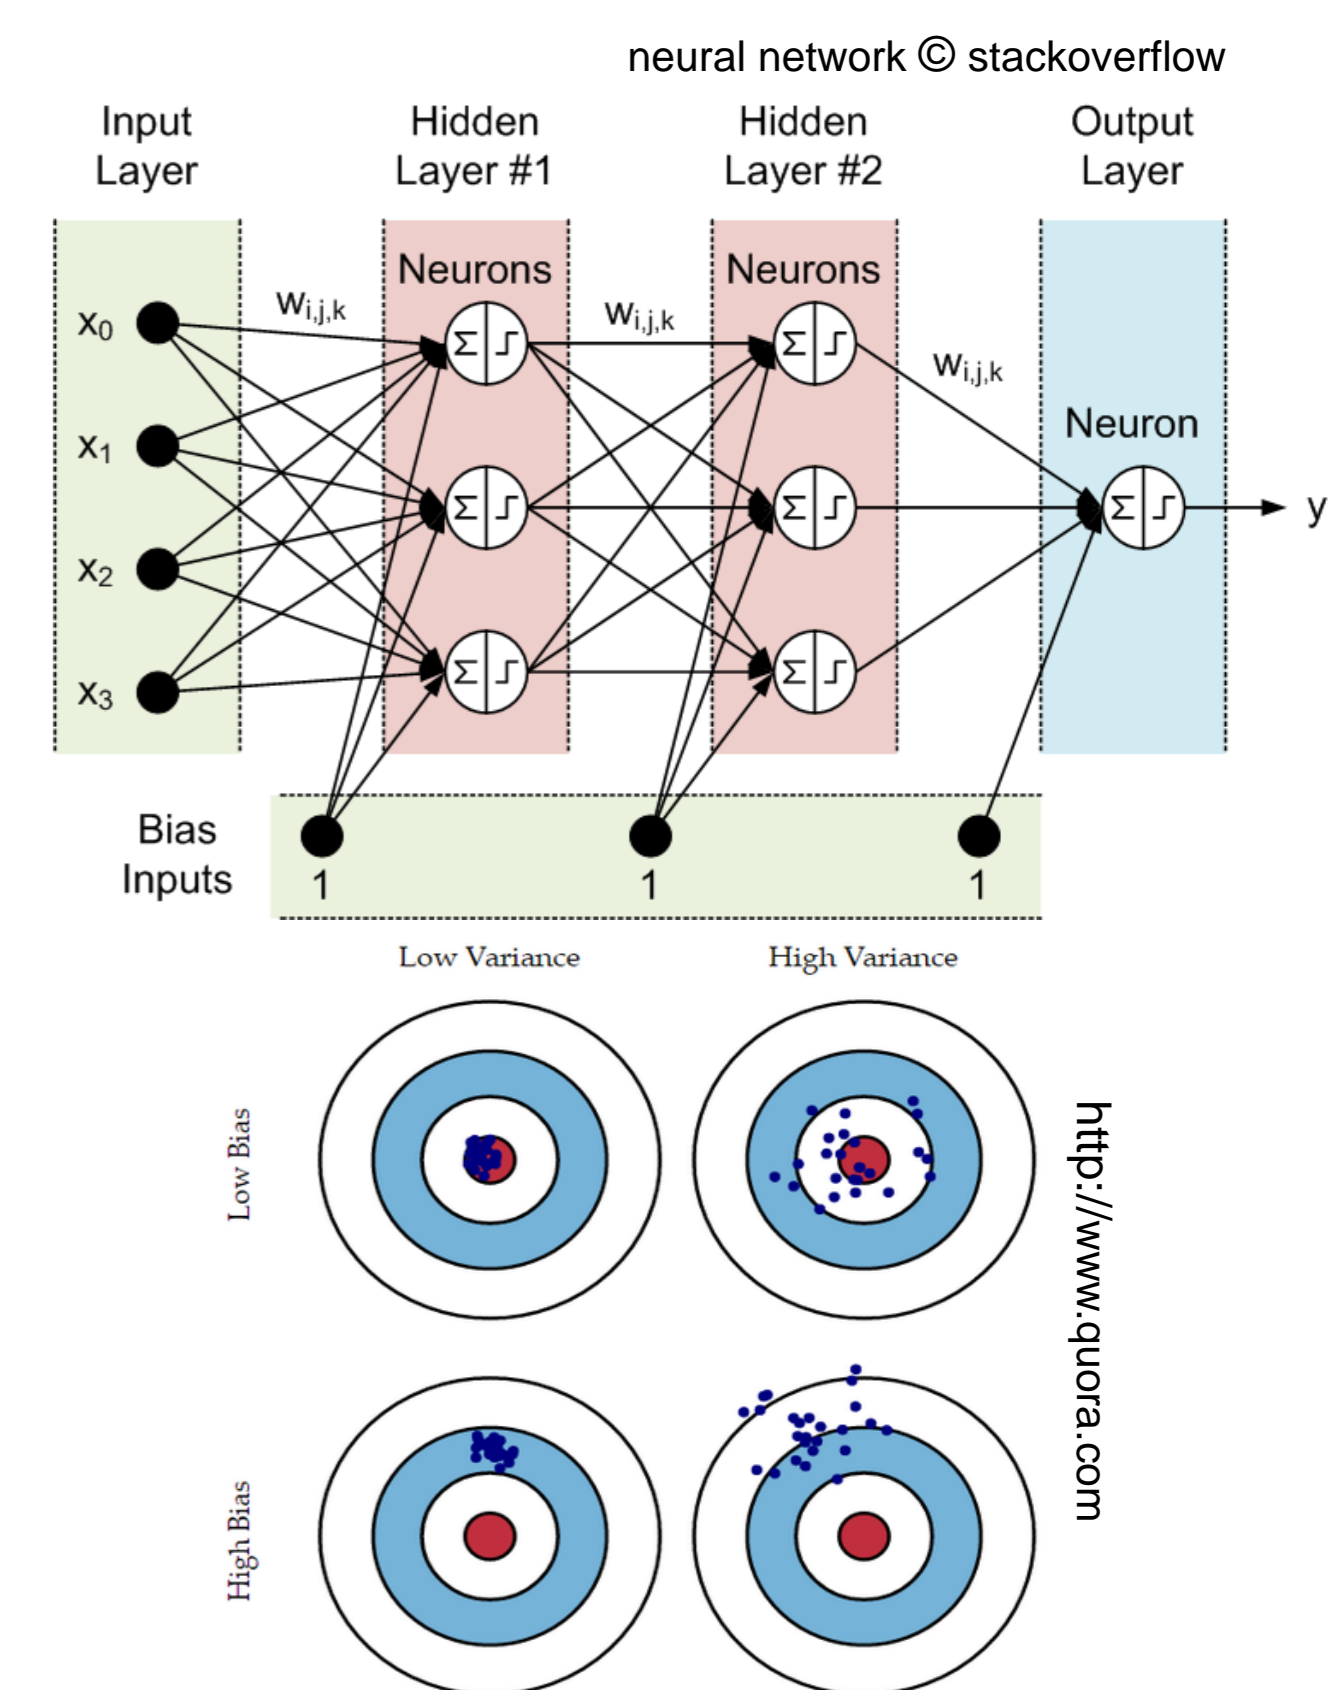 neural network © stackoverflow
Input Layer
Hidden Layer #1
Hidden Layer #2
Output Layer
Neurons
Neurons
Neuron
x0
x1
x2
x3
Wi,j,k
Wi,j,k
Wi,j,k
Σ
Σ
Σ
Σ
Σ
Σ
Σ
y
Bias Inputs
1
1
1
Low Variance
High Variance
Low Bias
High Bias
http://www.quora.com